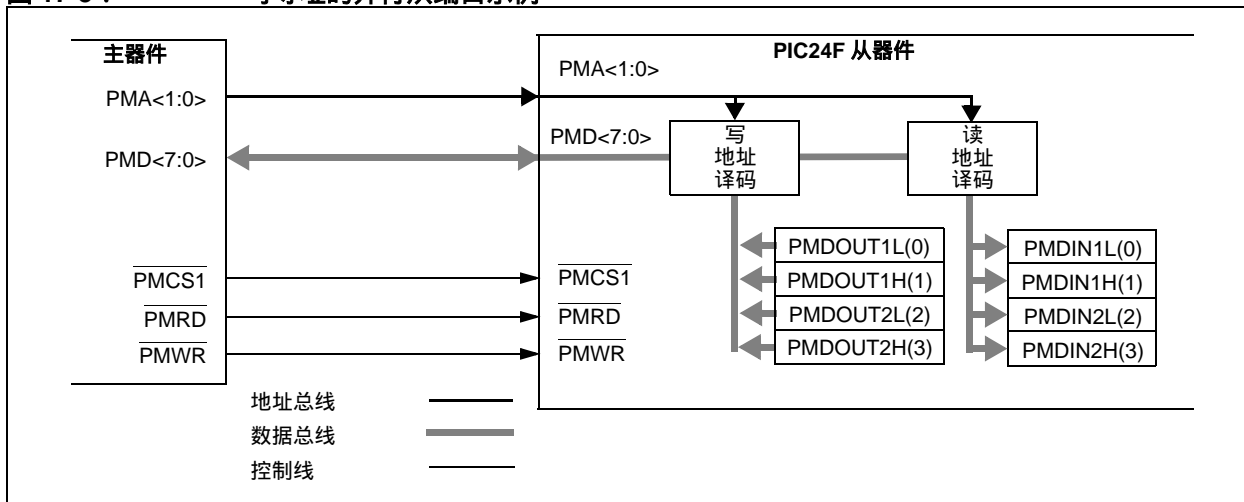 主器件
PMA<1:0>
PMD<7:0>
PMCS1
PMRD
PMWR
PIC24F 从器件
PMA<1:0>
PMD<7:0>
写
地址
译码
读
地址
译码
PMDOUT1L(0)
PMDOUT1H(1)
PMDOUT2L(2)
PMDOUT2H(3)
PMDIN1L(0)
PMDIN1H(1)
PMDIN2L(2)
PMDIN2H(3)
PMCS1
PMRD
PMWR
地址总线
数据总线
控制线